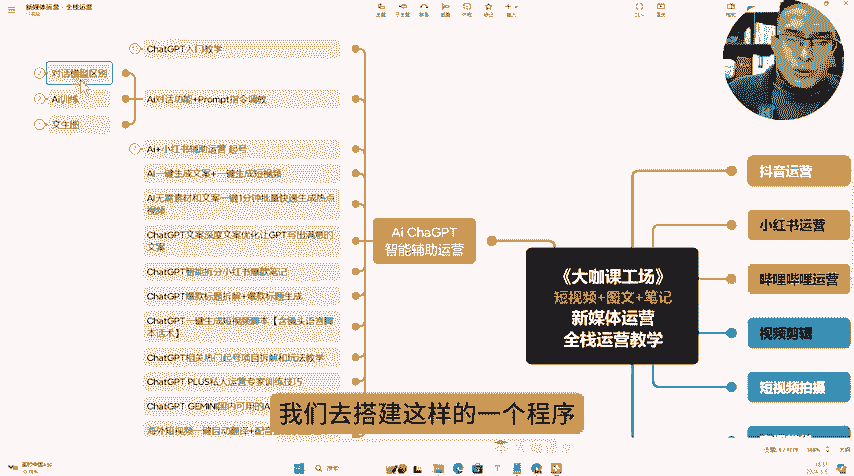 新媒体运营·全栈运营
ChatGPT入门教学
对话模型区别
Ai训练
文生图
Ai对话功能+Prompt指令调教
Ai+小红书辅助运营 起号
Ai一键生成文案+一键生成短视频
Ai无需素材和文案一键1分钟批量快速生成热点
视频
ChatGPT文案深度文案优化让GPT写出满意的
文案
ChatGPT智能拆分小红书爆款笔记
ChatGPT爆款标题拆解+爆款标题生成
ChatGPT一键生成短视频脚本【含镜头语言脚
本话术】
ChatGPT相关热门起号项目拆解和玩法教学
ChatGPT PLUS私人运营专家训练技巧
ChatGPT GEMINI国内可用的A
海外短视频一键自动翻译+配音
Ai ChaGPT
智能辅助运营
《大咖课工场》
短视频+图文+笔记
新媒体运营
全栈运营教学
抖音运营
小红书运营
哔哩哔哩运营
视频剪辑
短视频拍摄
我们去搭建这样的一个程序